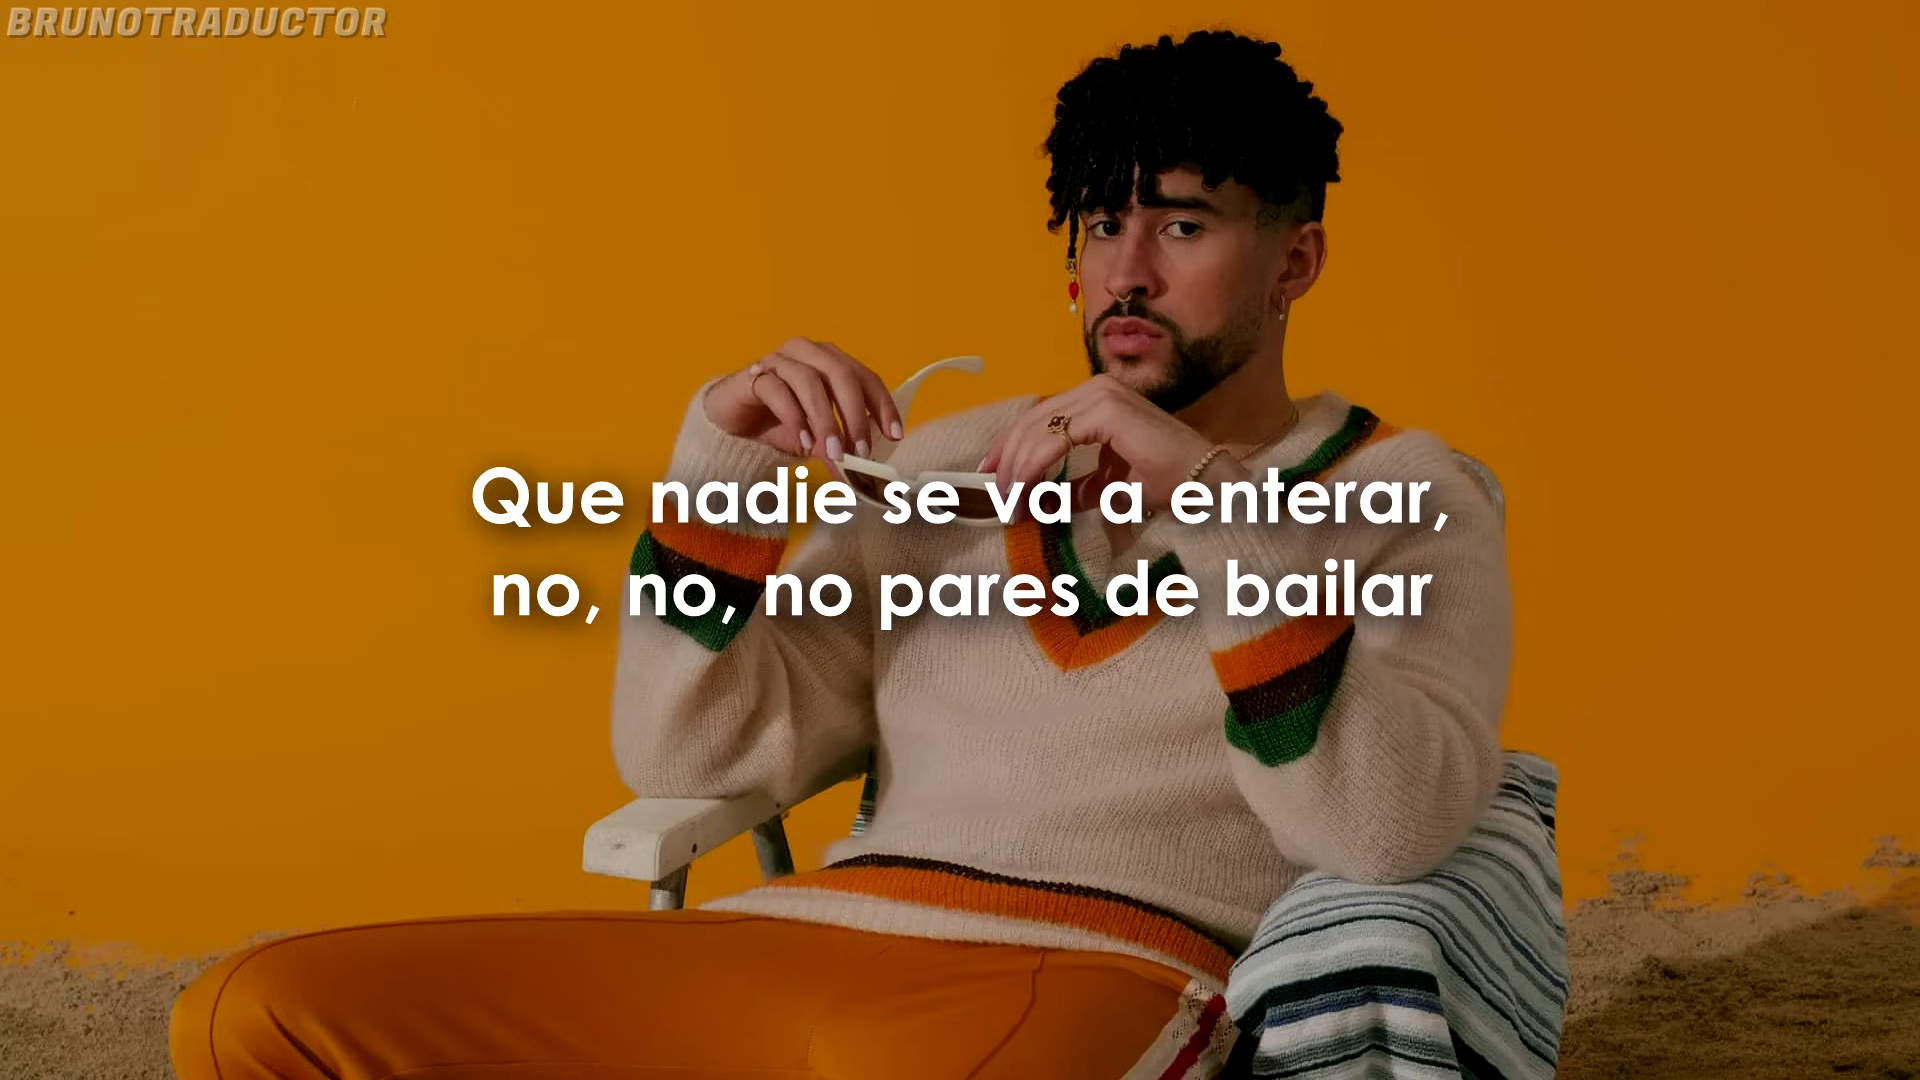 BRUNOTRADUCTOR
Que nadie se va a enterar,
no, no, no pares de bailar